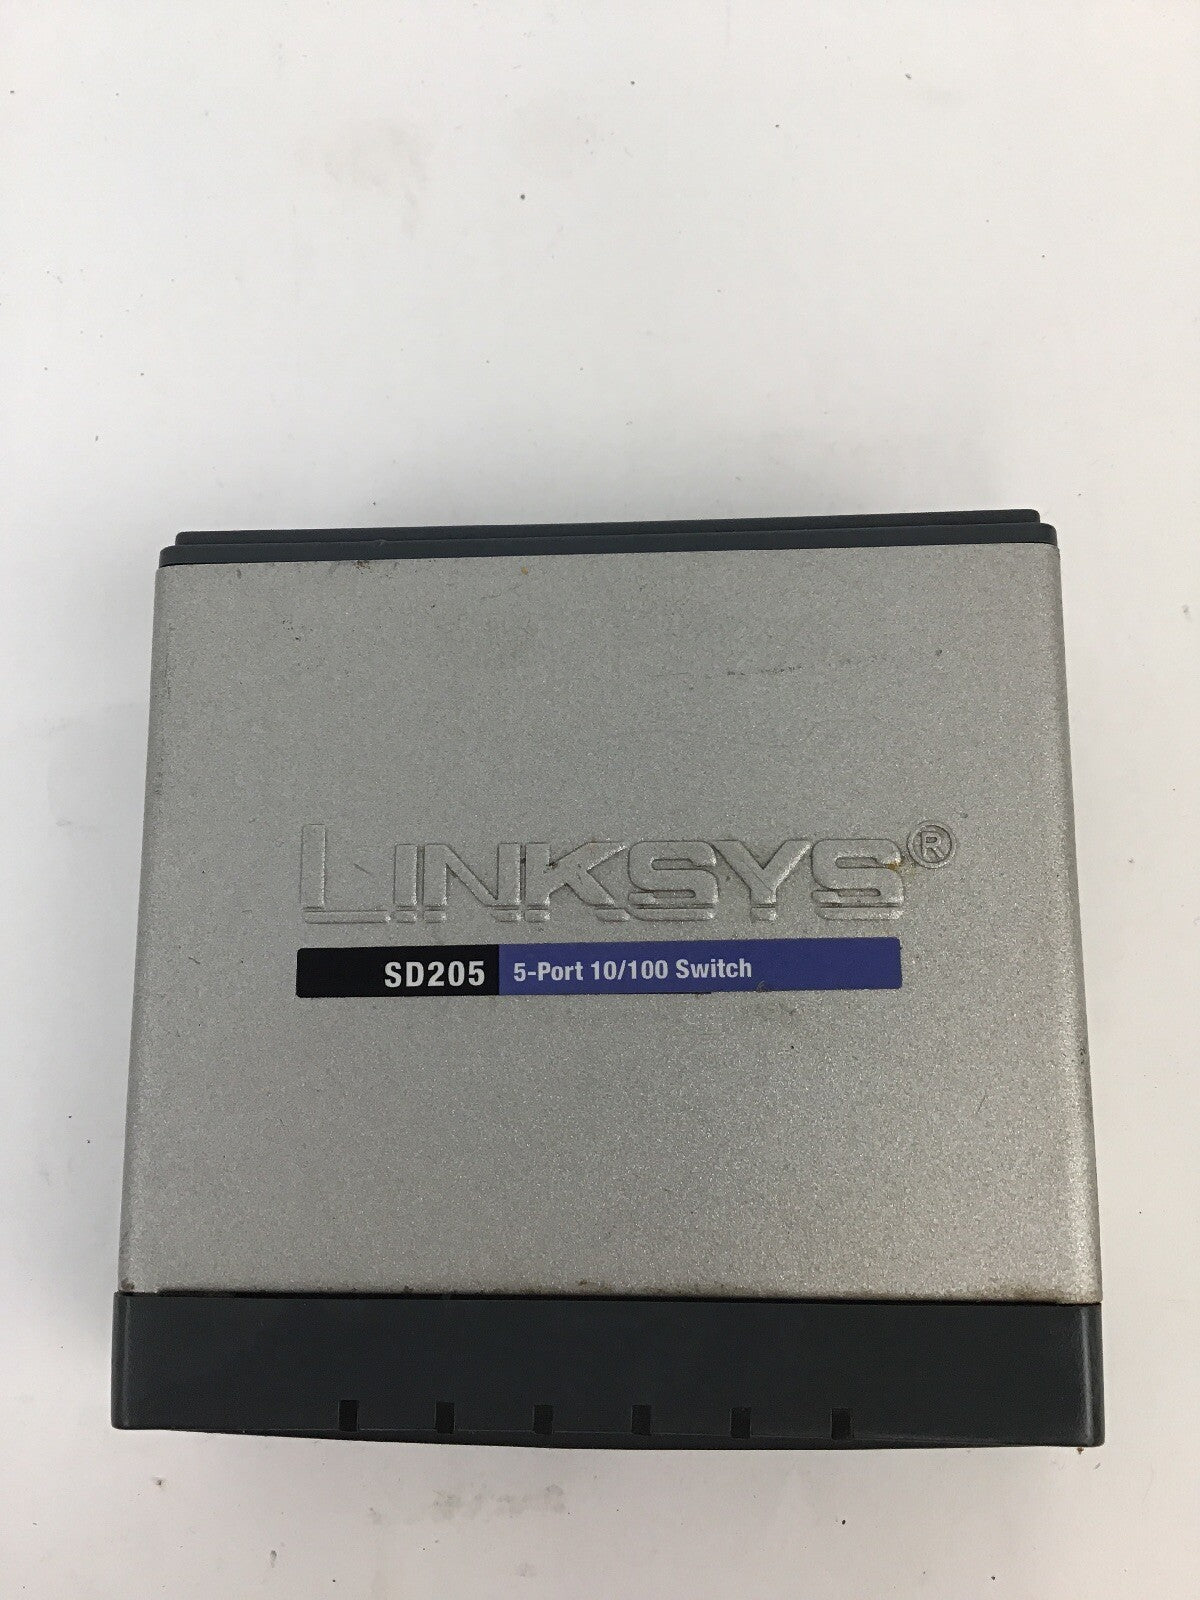 LINKSYS®
SD205 5-Port 10/100 Switch